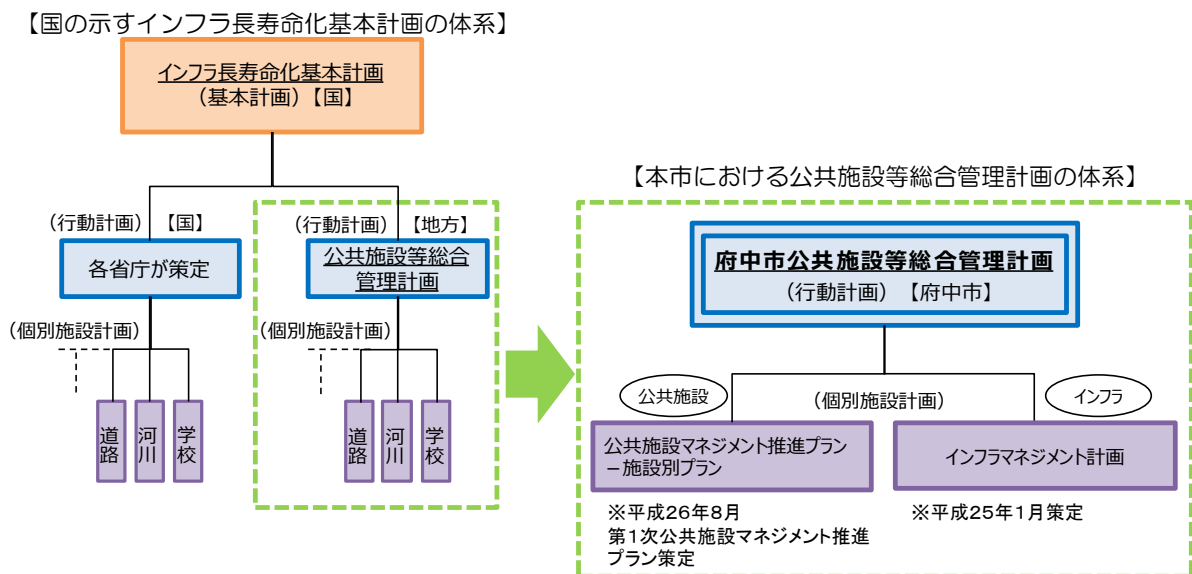 【国の示すインフラ長寿命化基本計画の体系】
インフラ長寿命化基本計画
(基本計画)【国】
(行動計画) 【国】
各省庁が策定
(個別施設計画)
道路
河川
学校
(行動計画) 【地方】
公共施設等総合
管理計画
(個別施設計画)
道路
河川
学校
【本市における公共施設等総合管理計画の体系】
府中市公共施設等総合管理計画
(行動計画) 【府中市】
公共施設
(個別施設計画)
インフラ
公共施設マネジメント推進プラン
－施設別プラン
インフラマネジメント計画
※平成26年8月
第1次公共施設マネジメント推進
プラン策定
※平成25年1月策定